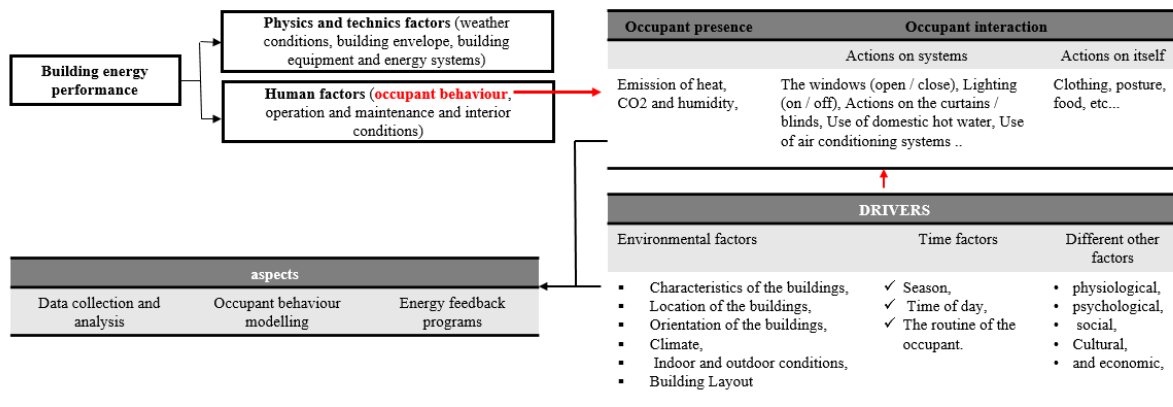 Building energy
performance
Physics and technics factors (weather
conditions, building envelope, building
equipment and energy systems)
Human factors (occupant behaviour,
operation and maintenance and interior
conditions)
Occupant presence
Occupant interaction
Actions on systems
Actions on itself
Emission of heat,
CO2 and humidity,
The windows (open / close), Lighting
(on / off), Actions on the curtains /
blinds, Use of domestic hot water, Use
of air conditioning systems ..
Clothing, posture,
food, etc...
DRIVERS
Environmental factors
Time factors
Different other
factors
▪ Characteristics of the buildings,
▪ Location of the buildings,
▪ Orientation of the buildings,
▪ Climate,
▪ Indoor and outdoor conditions,
▪ Building Layout
✓ Season,
✓ Time of day,
✓ The routine of the
occupant.
• physiological,
• psychological,
• social,
• Cultural,
• and economic,
aspects
Data collection and
analysis
Occupant behaviour
modelling
Energy feedback
programs